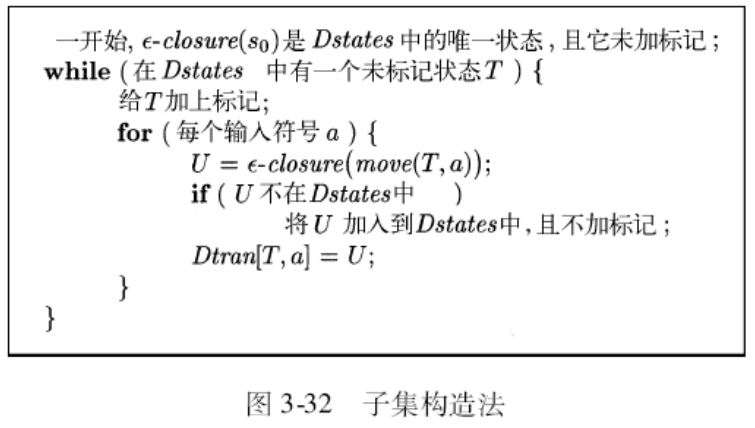 一开始, ϵ-closure(s₀)是 Dstates 中的唯一状态, 且它未加标记;
while ( 在 Dstates 中有一个未标记状态 T ) {
给 T 加上标记;
for ( 每个输入符号 a ) {
U = ϵ-closure(move(T, a));
if ( U 不在 Dstates 中 )
将 U 加入到 Dstates 中, 且不加标记;
Dtran[T, a] = U;
}
}
图 3-32 子集构造法